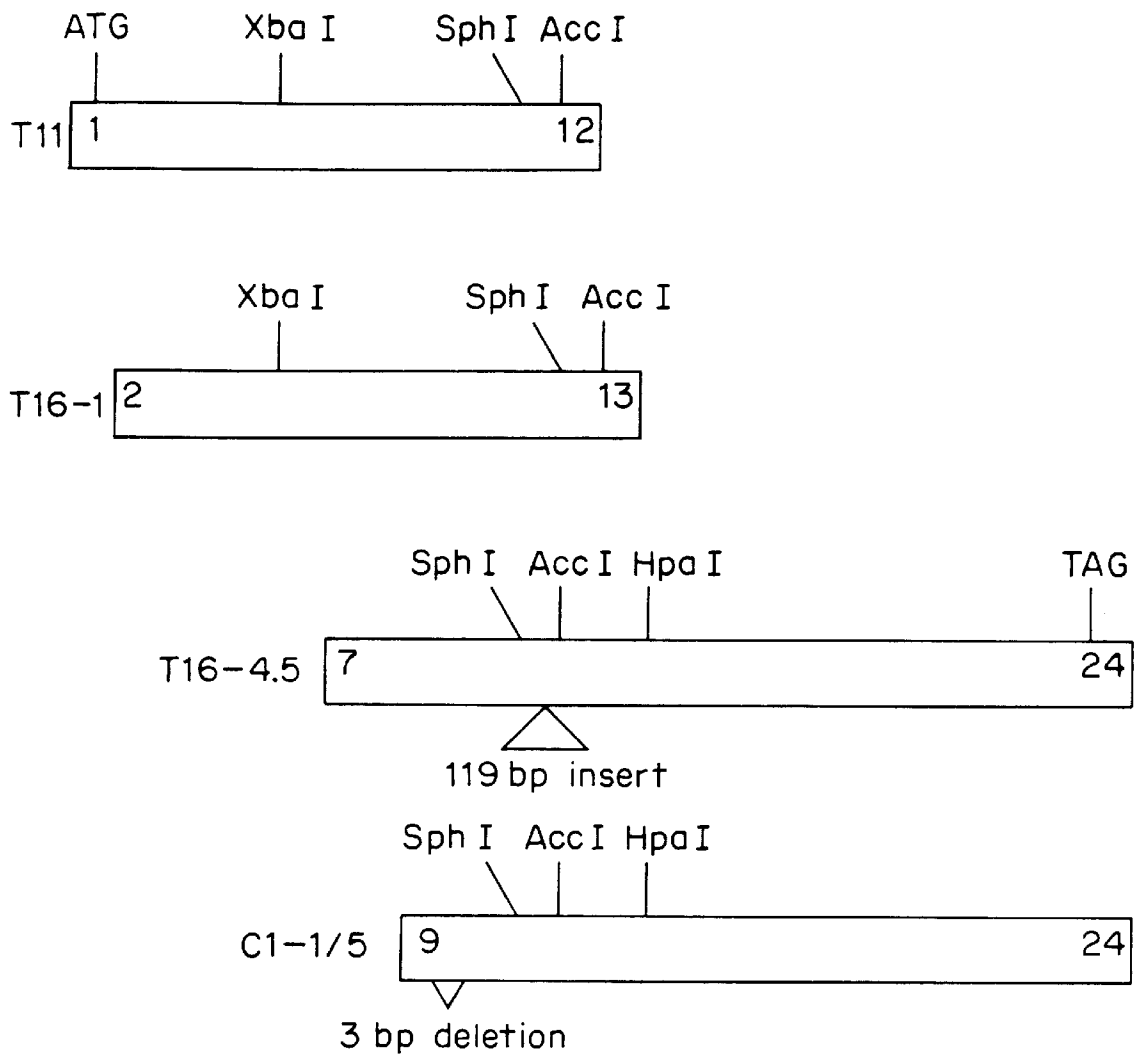 ATG Xba I Sph I Acc I
T11 1 12
Xba I Sph I Acc I
T16-1 2 13
Sph I Acc I Hpa I TAG
T16-4.5 7 24
119 bp insert
Sph I Acc I Hpa I
C1-1/5 9 24
3 bp deletion